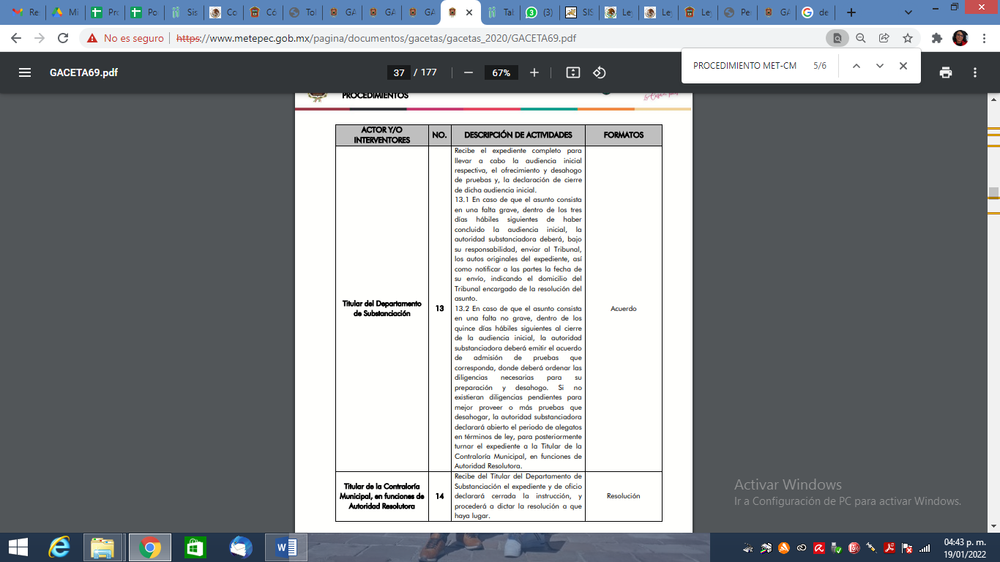 Re
Mi
Pro
Po
Sis
Co
Có
Tol
GA
GA
GA
Tal
(3)
SIS
Le
Ley
Le
Pe
GA
de
No es seguro
https://www.metepec.gob.mx/pagina/documentos/gacetas/gacetas_2020/GACETA69.pdf
GACETA69.pdf
37 / 177
67%
PROCEDIMIENTO MET-CM 5/6
PROCEDIMIENTOS
ACTOR Y/O
INTERVENTORES
NO.
DESCRIPCIÓN DE ACTIVIDADES
FORMATOS
Titular del Departamento
de Substanciación
13
Recibe el expediente completo para
llevar a cabo la audiencia inicial
respectiva, el ofrecimiento y desahogo
de pruebas y, la declaración de cierre
de dicha audiencia inicial.
13.1 En caso de que el asunto consista
en una falta grave, dentro de los tres
días hábiles siguientes de haber
concluido la audiencia inicial, la
autoridad substanciadora deberá, bajo
su responsabilidad, enviar al Tribunal,
los autos originales del expediente, así
como notificar a las partes la fecha de
su envío, indicando el domicilio del
Tribunal encargado de la resolución del
asunto.
13.2 En caso de que el asunto consista
en una falta no grave, dentro de los
quince días hábiles siguientes al cierre
de la audiencia inicial, la autoridad
substanciadora deberá emitir el acuerdo
de admisión de pruebas que
corresponda, donde deberá ordenar las
diligencias necesarias para su
preparación y desahogo. Si no
existieran diligencias pendientes para
mejor proveer o más pruebas que
desahogar, la autoridad substanciadora
declarará abierto el periodo de alegatos
en términos de ley, para posteriormente
turnar el expediente a la Titular de la
Contraloría Municipal, en funciones de
Autoridad Resolutora.
Acuerdo
Titular de la Contraloría
Municipal, en funciones de
Autoridad Resolutora
14
Recibe del Titular del Departamento de
Substanciación el expediente y de oficio
declarará cerrada la instrucción, y
procederá a dictar la resolución a que
haya lugar.
Resolución
Activar Windows
Ir a Configuración de PC para activar Windows.
04:43 p. m.
19/01/2022